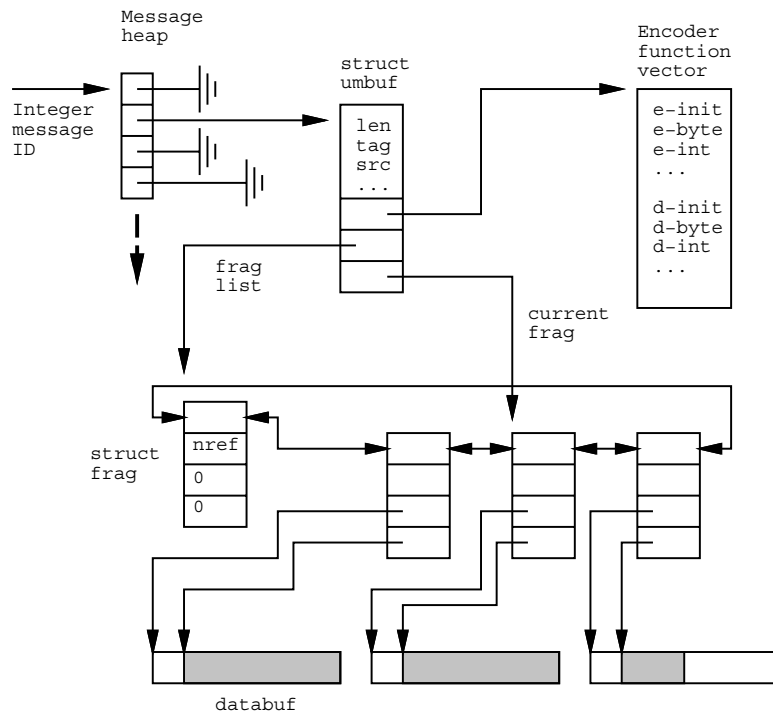 Message
heap
Integer
message
ID
struct
umbuf
len
tag
src
...
Encoder
function
vector
e-init
e-byte
e-int
...
d-init
d-byte
d-int
...
frag
list
current
frag
struct
frag
nref
0
0
databuf